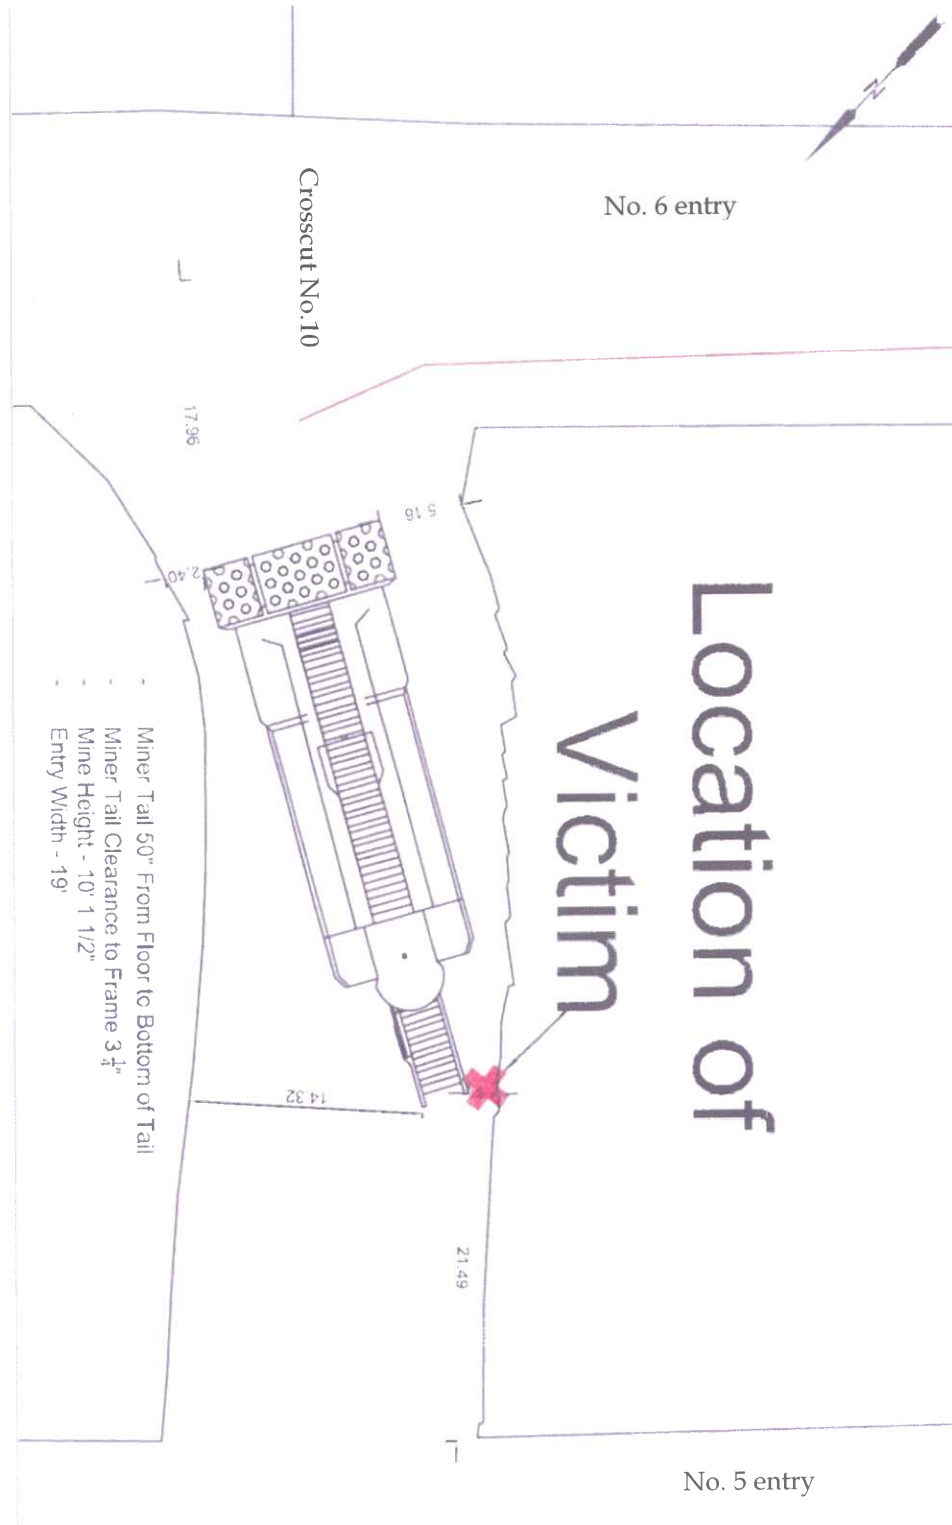 N
No. 6 entry
Crosscut No.10
17.96
5.16
2.40
Location of
Victim
- Miner Tail 50" From Floor to Bottom of Tail
- Miner Tail Clearance to Frame 3 1/4"
- Mine Height - 10' 1 1/2"
- Entry Width - 19'
14.32
21.49
No. 5 entry